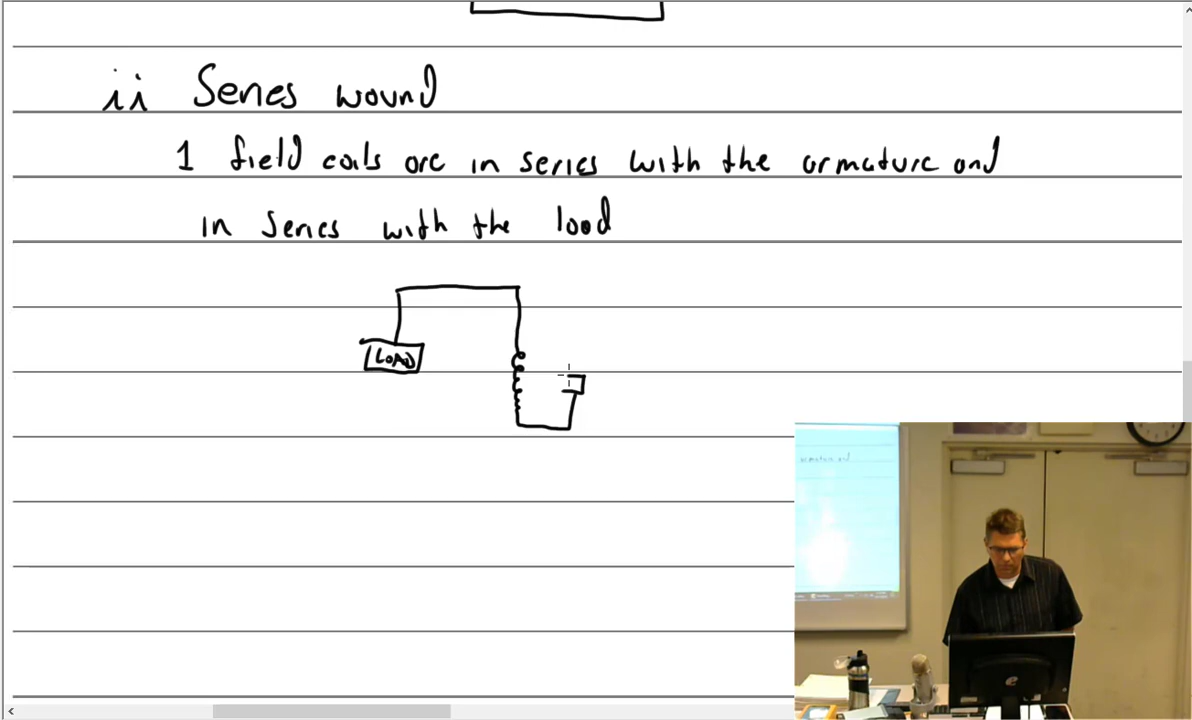 ii Series wound
1 field coils are in series with the armature and
in series with the load
LOAD